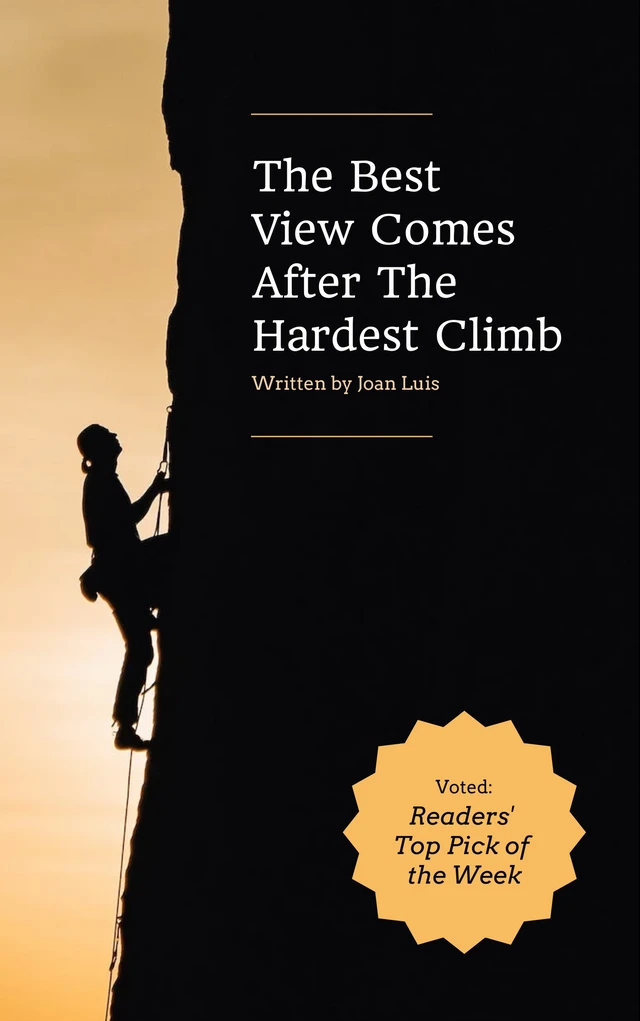 The Best
View Comes
After The
Hardest Climb
Written by Joan Luis
Voted:
Readers'
Top Pick of
the Week